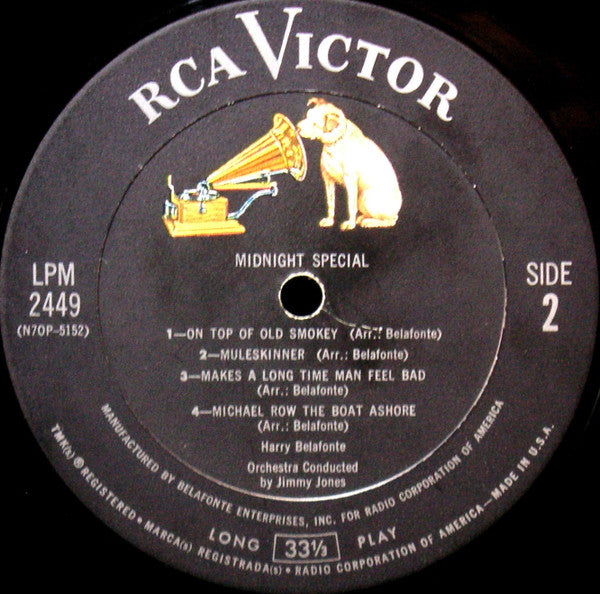 RCA VICTOR
MIDNIGHT SPECIAL
LPM
2449
(N7OP-5152)
SIDE
2
1—ON TOP OF OLD SMOKEY (Arr.: Belafonte)
2—MULESKINNER (Arr.: Belafonte)
3—MAKES A LONG TIME MAN FEEL BAD
(Arr.: Belafonte)
4—MICHAEL ROW THE BOAT ASHORE
(Arr.: Belafonte)
Harry Belafonte
Orchestra Conducted
by Jimmy Jones
MANUFACTURED BY BELAFONTE ENTERPRISES, INC. FOR RADIO CORPORATION OF AMERICA
LONG 33⅓ PLAY
TMK(s) ® REGISTERED • MARCA(s) REGISTRADA(s) • RADIO CORPORATION OF AMERICA—MADE IN U.S.A.